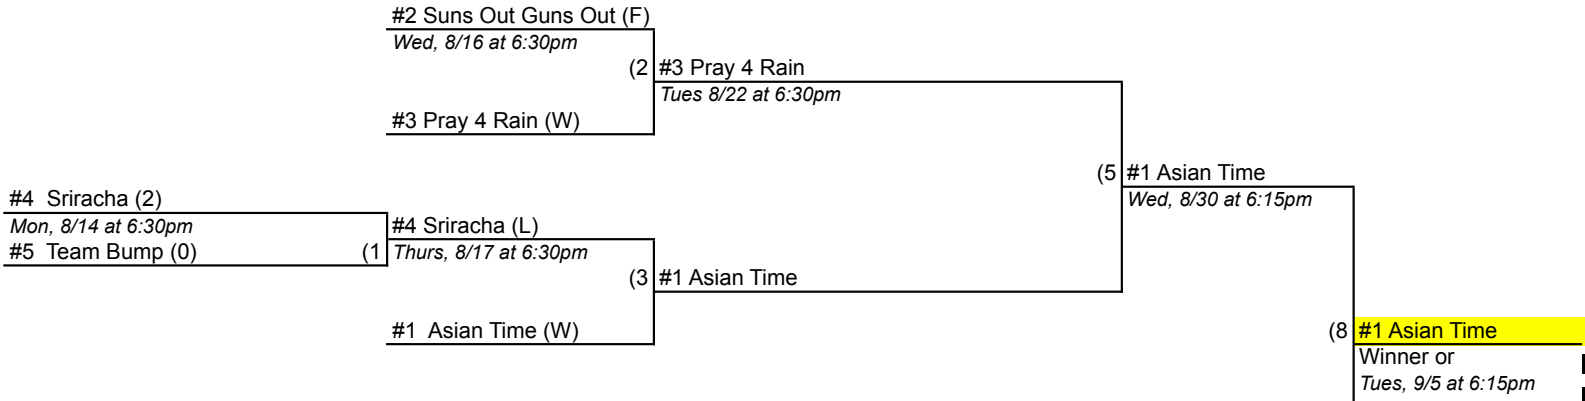 #2 Suns Out Guns Out (F)
Wed, 8/16 at 6:30pm
(2 #3 Pray 4 Rain
Tues 8/22 at 6:30pm
#3 Pray 4 Rain (W)
(5 #1 Asian Time
Wed, 8/30 at 6:15pm
#4 Sriracha (2)
Mon, 8/14 at 6:30pm
#5 Team Bump (0) (1
#4 Sriracha (L)
Thurs, 8/17 at 6:30pm
(3 #1 Asian Time
#1 Asian Time (W)
(8 #1 Asian Time
Winner or
Tues, 9/5 at 6:15pm